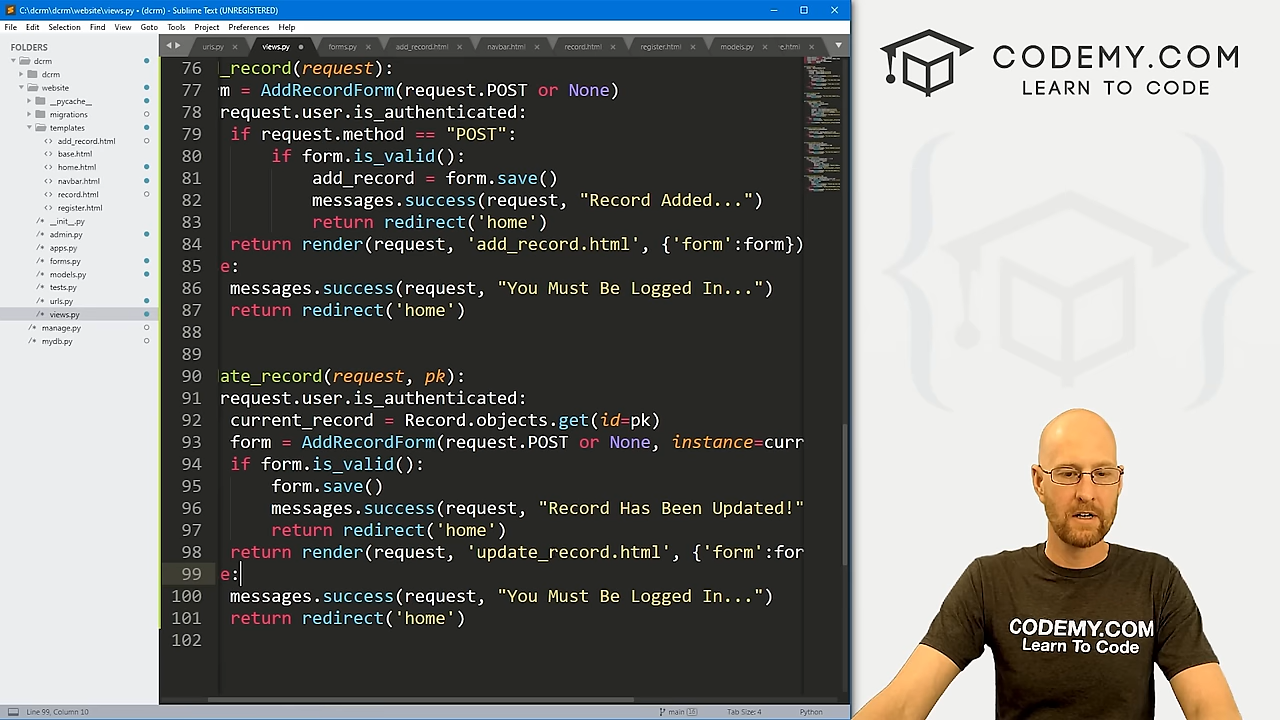 C:\dcrm\dcrm\website\views.py • (dcrm) - Sublime Text (UNREGISTERED)
File Edit Selection Find View Goto Tools Project Preferences Help
FOLDERS
dcrm
dcrm
website
__pycache__
migrations
templates
add_record.html
base.html
home.html
navbar.html
record.html
register.html
__init__.py
admin.py
apps.py
forms.py
models.py
tests.py
urls.py
views.py
manage.py
mydb.py
urls.py views.py forms.py add_record.html navbar.html record.html register.html models.py e.html
76 _record(request):
77 m = AddRecordForm(request.POST or None)
78 request.user.is_authenticated:
79 if request.method == "POST":
80 if form.is_valid():
81 add_record = form.save()
82 messages.success(request, "Record Added...")
83 return redirect('home')
84 return render(request, 'add_record.html', {'form':form})
85 e:
86 messages.success(request, "You Must Be Logged In...")
87 return redirect('home')
88
89
90 ate_record(request, pk):
91 request.user.is_authenticated:
92 current_record = Record.objects.get(id=pk)
93 form = AddRecordForm(request.POST or None, instance=curr
94 if form.is_valid():
95 form.save()
96 messages.success(request, "Record Has Been Updated!"
97 return redirect('home')
98 return render(request, 'update_record.html', {'form':for
99 e:
100 messages.success(request, "You Must Be Logged In...")
101 return redirect('home')
102
Line 99, Column 10
main
Tab Size: 4
Python
CODEMY.COM
LEARN TO CODE
CODEMY.COM
Learn To Code